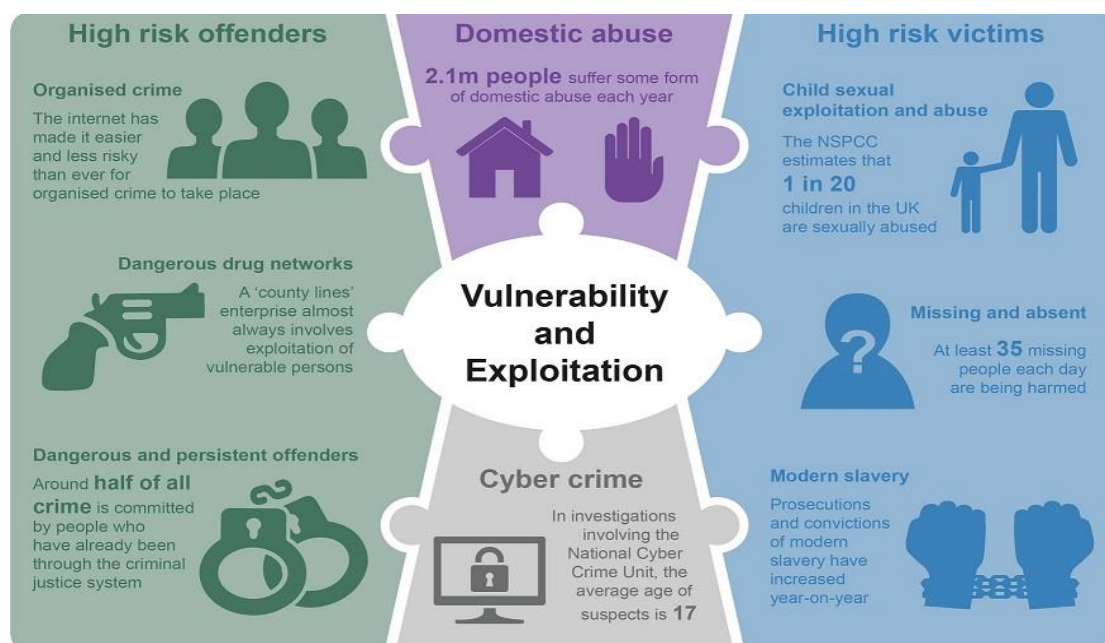 High risk offenders
Organised crime
The internet has
made it easier
and less risky
than ever for
organised crime to take place
Dangerous drug networks
A ‘county lines’
enterprise almost
always involves
exploitation of
vulnerable persons
Dangerous and persistent offenders
Around half of all
crime is committed
by people who
have already been
through the criminal
justice system
Domestic abuse
2.1m people suffer some form
of domestic abuse each year
Vulnerability
and
Exploitation
Cyber crime
In investigations
involving the
National Cyber
Crime Unit, the
average age of
suspects is 17
High risk victims
Child sexual
exploitation and abuse
The NSPCC
estimates that
1 in 20
children in the UK
are sexually abused
?
Missing and absent
At least 35 missing
people each day
are being harmed
Modern slavery
Prosecutions
and convictions
of modern
slavery have
increased
year-on-year